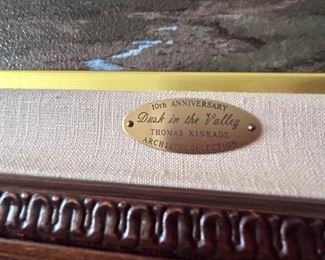 10th ANNIVERSARY
Dusk in the Valley
THOMAS KINKADE
ARCHIVE COLLECTION